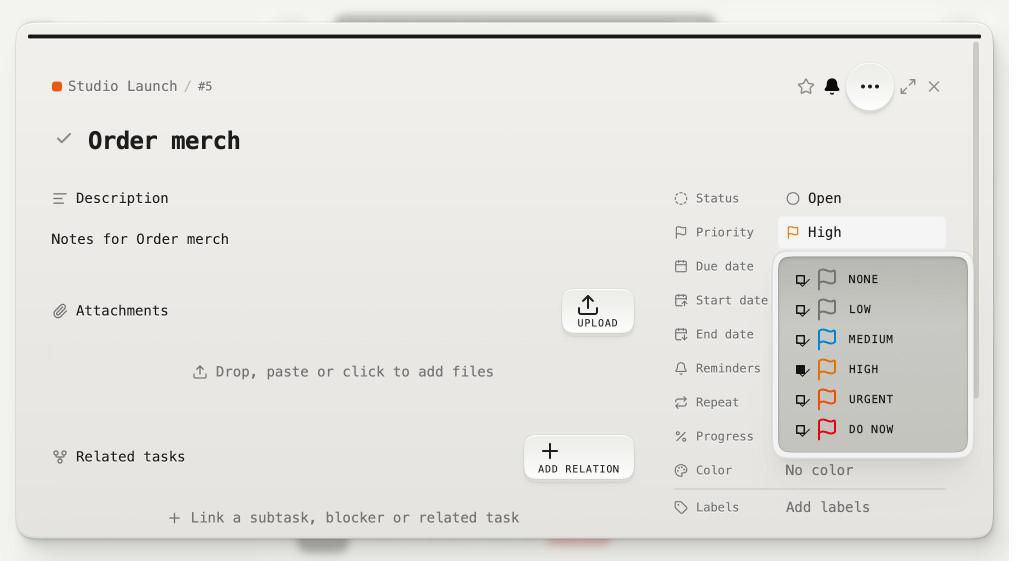 Studio Launch / #5
Order merch
Description
Notes for Order merch
Attachments
UPLOAD
Drop, paste or click to add files
Related tasks
ADD RELATION
Link a subtask, blocker or related task
Status Open
Priority High
Due date
Start date
End date
Reminders
Repeat
Progress
Color No color
Labels Add labels
NONE
LOW
MEDIUM
HIGH
URGENT
DO NOW